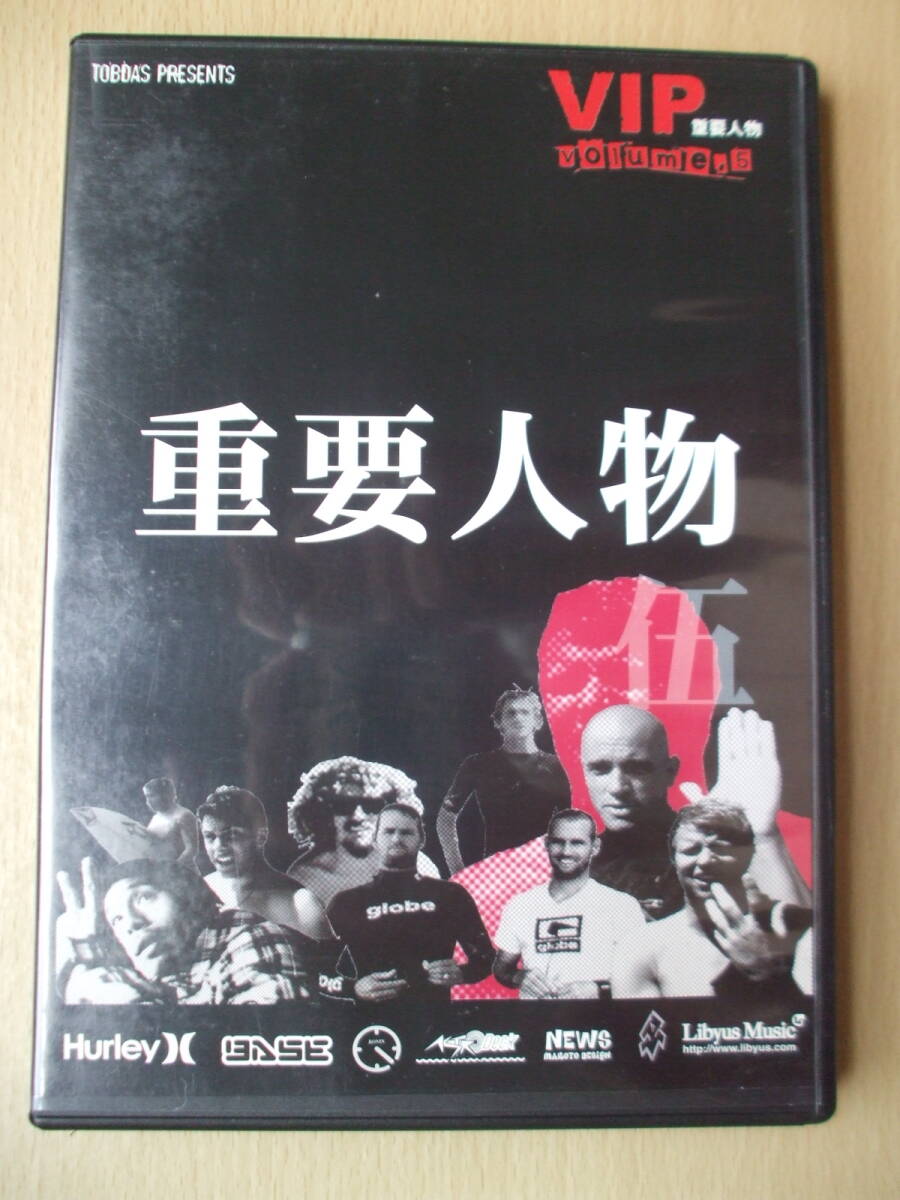 TOBDAS PRESENTS
VIP
重要人物
volume.5
重要人物
伍
globe
globe
Hurley
BASE
NEWS
MAGOTO DESIGN
Libyus Music
http://www.libyus.com